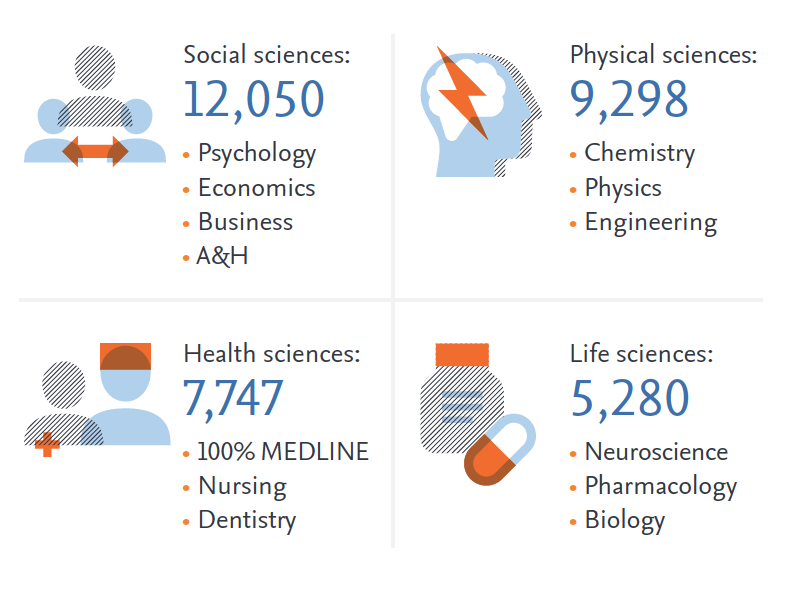 Social sciences:
12,050
• Psychology
• Economics
• Business
• A&H
Physical sciences:
9,298
• Chemistry
• Physics
• Engineering
Health sciences:
7,747
• 100% MEDLINE
• Nursing
• Dentistry
Life sciences:
5,280
• Neuroscience
• Pharmacology
• Biology